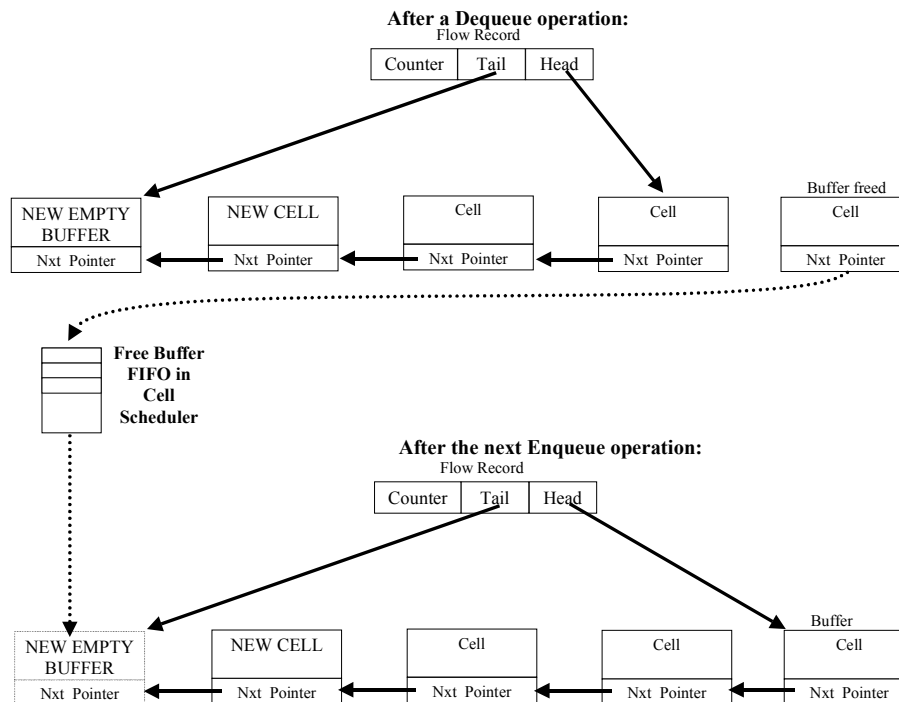 After a Dequeue operation:
Flow Record
Counter Tail Head
Buffer freed
NEW EMPTY
BUFFER
NEW CELL
Cell
Cell
Cell
Nxt Pointer
Nxt Pointer
Nxt Pointer
Nxt Pointer
Nxt Pointer
Free Buffer
FIFO in
Cell
Scheduler
After the next Enqueue operation:
Flow Record
Counter Tail Head
Buffer
NEW EMPTY
BUFFER
NEW CELL
Cell
Cell
Cell
Nxt Pointer
Nxt Pointer
Nxt Pointer
Nxt Pointer
Nxt Pointer